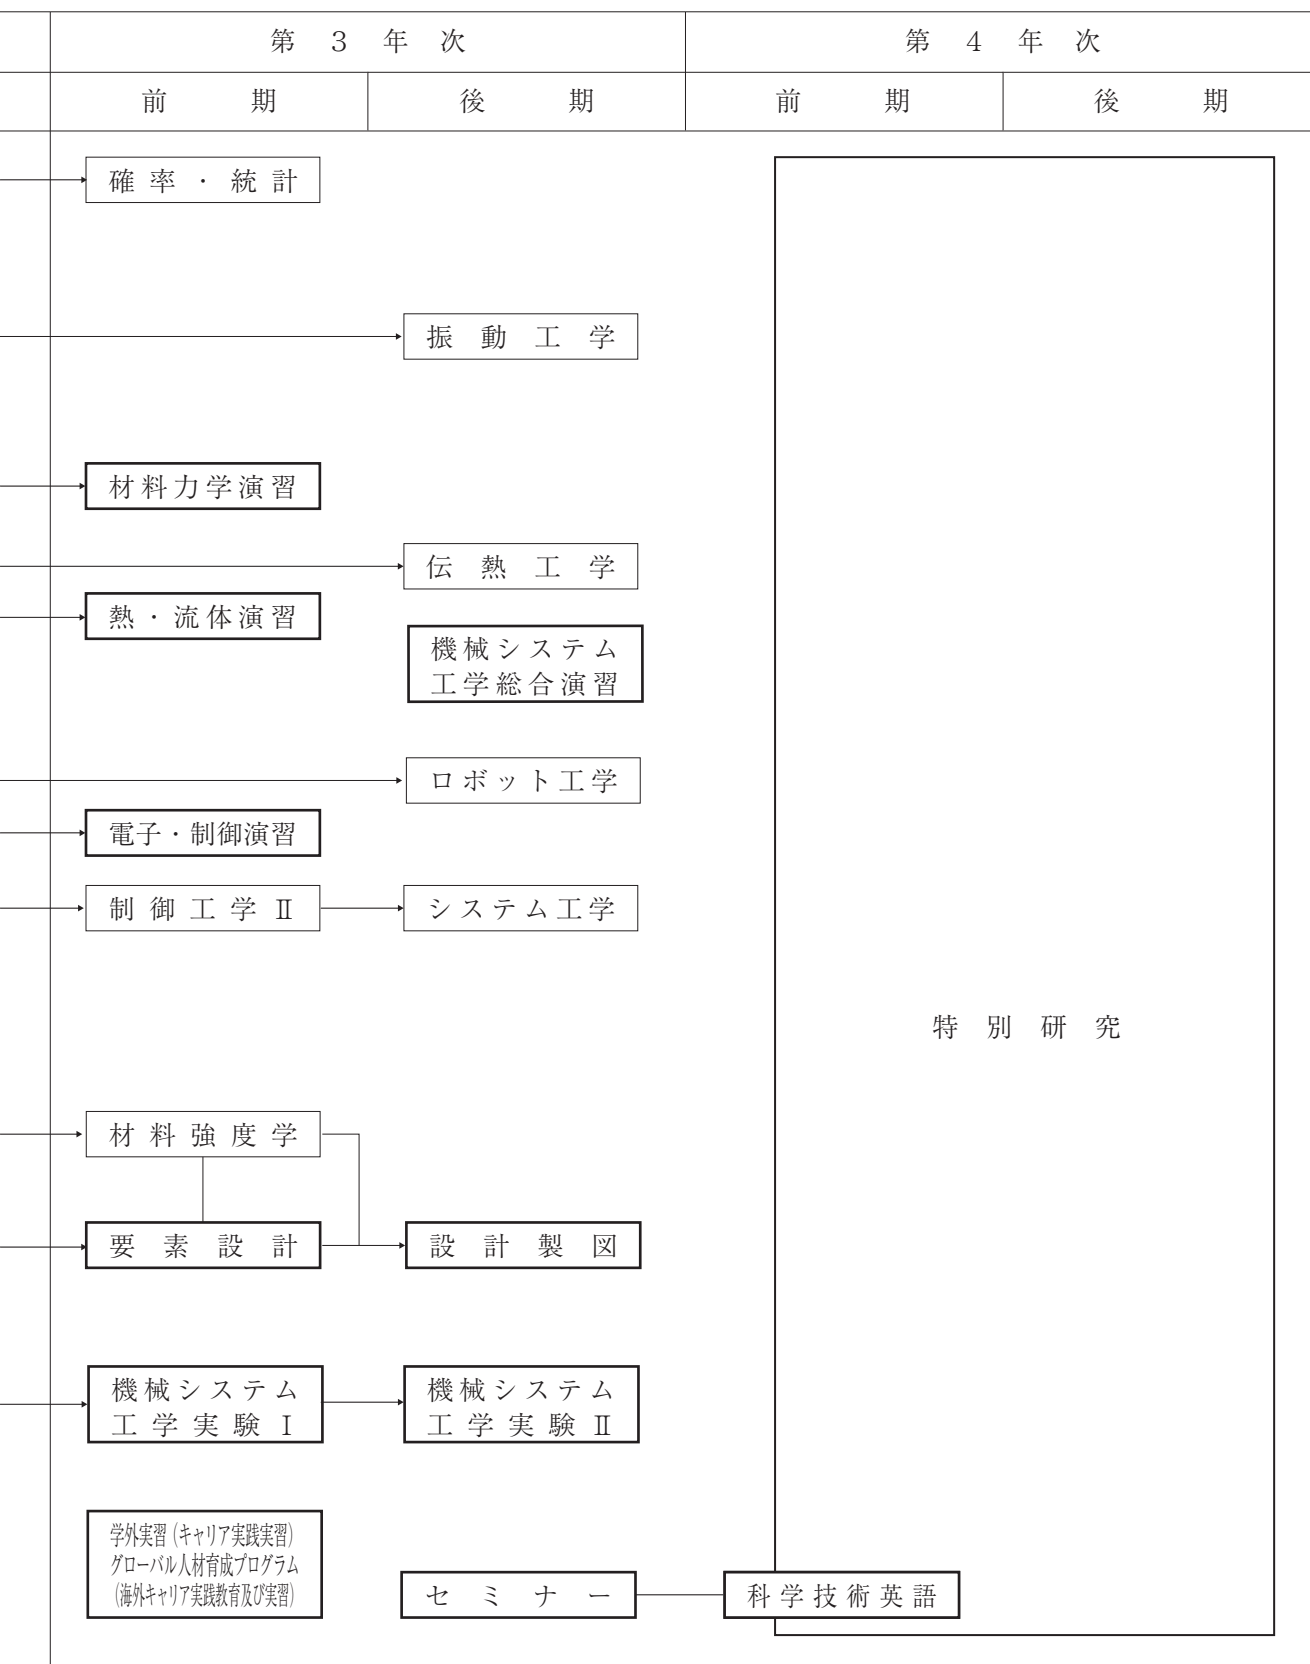 第 3 年 次
第 4 年 次
前 期
後 期
前 期
後 期
確率・統計
振動工学
材料力学演習
伝熱工学
熱・流体演習
機械システム
工学総合演習
ロボット工学
電子・制御演習
制御工学Ⅱ
システム工学
特別研究
材料強度学
要素設計
設計製図
機械システム
工学実験Ⅰ
機械システム
工学実験Ⅱ
学外実習(キャリア実践実習)
グローバル人材育成プログラム
(海外キャリア実践教育及び実習)
セミナー
科学技術英語